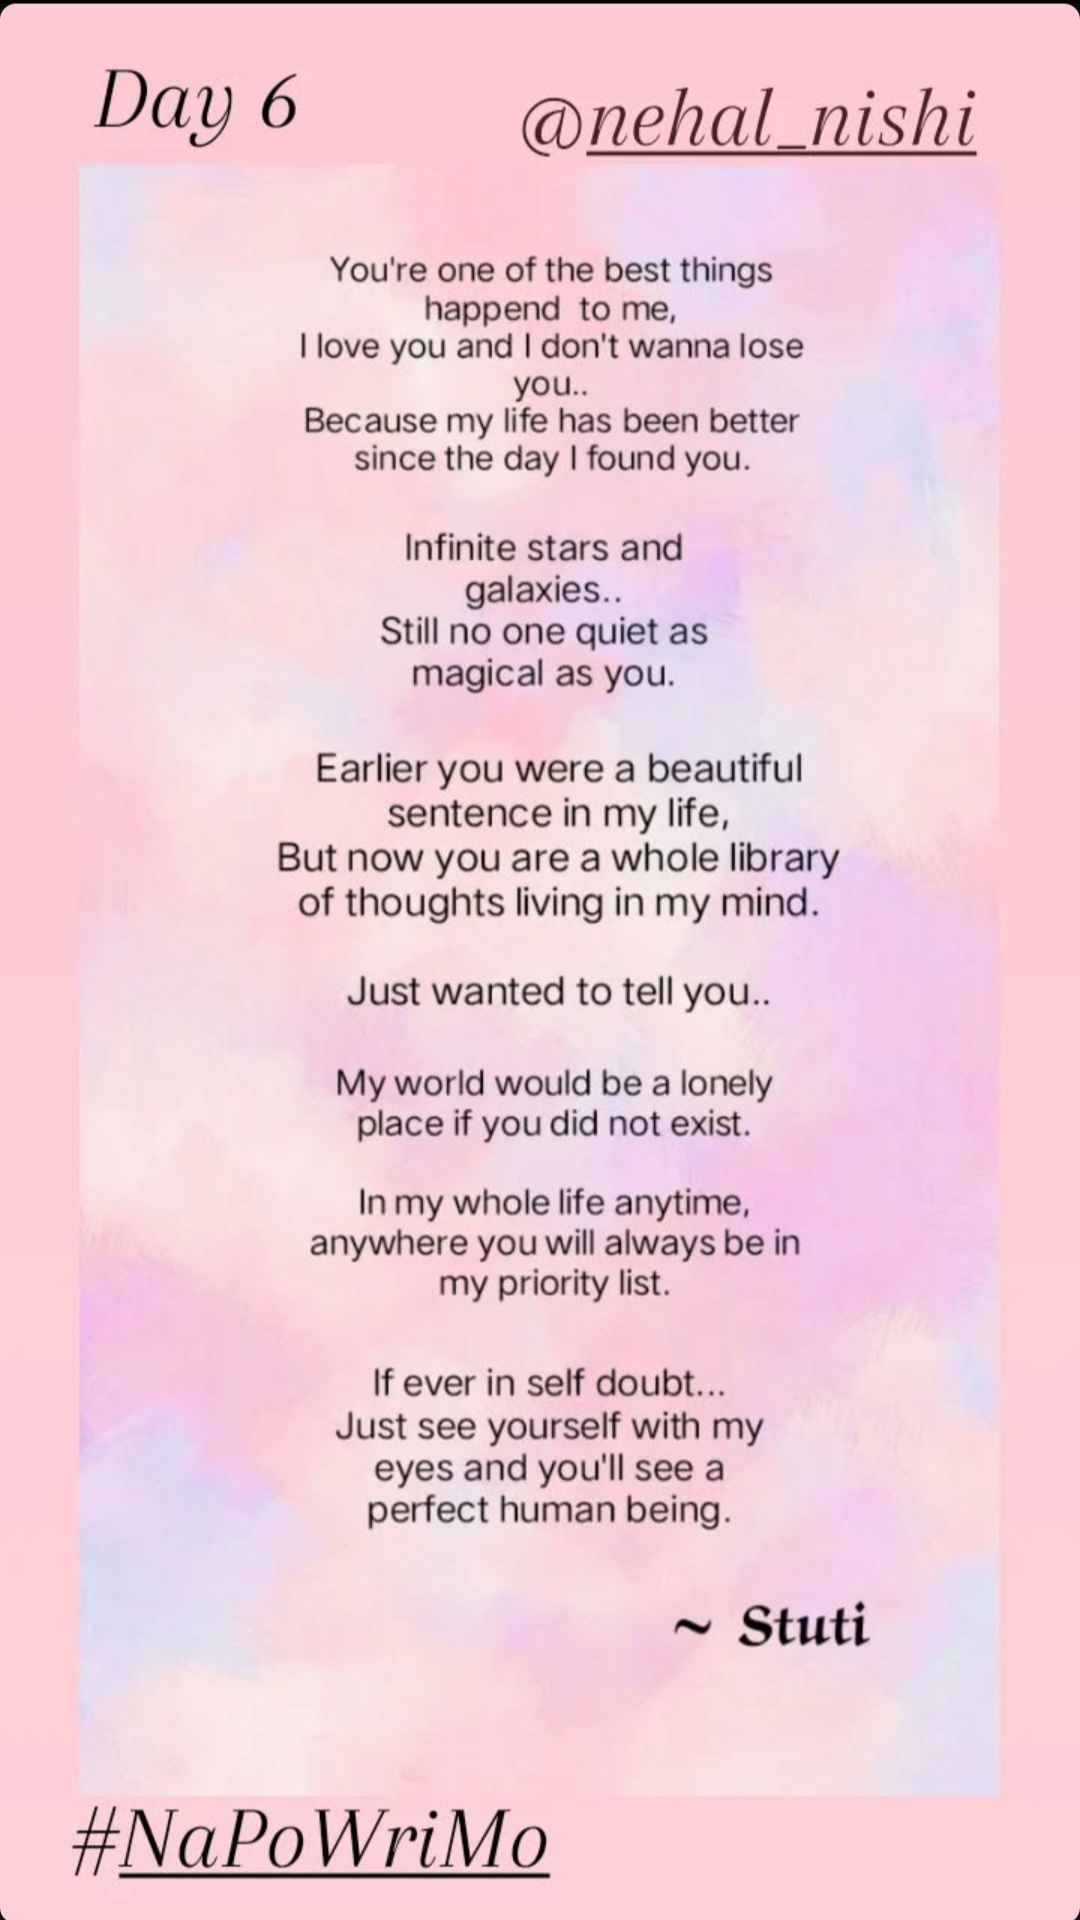 Day 6
@nehal_nishi
You're one of the best things
happend  to me,
I love you and I don't wanna lose
you..
Because my life has been better
since the day I found you.
Infinite stars and
galaxies..
Still no one quiet as
magical as you.
Earlier you were a beautiful
sentence in my life,
But now you are a whole library
of thoughts living in my mind.
Just wanted to tell you..
My world would be a lonely
place if you did not exist.
In my whole life anytime,
anywhere you will always be in
my priority list.
If ever in self doubt...
Just see yourself with my
eyes and you'll see a
perfect human being.
~ Stuti
#NaPoWriMo